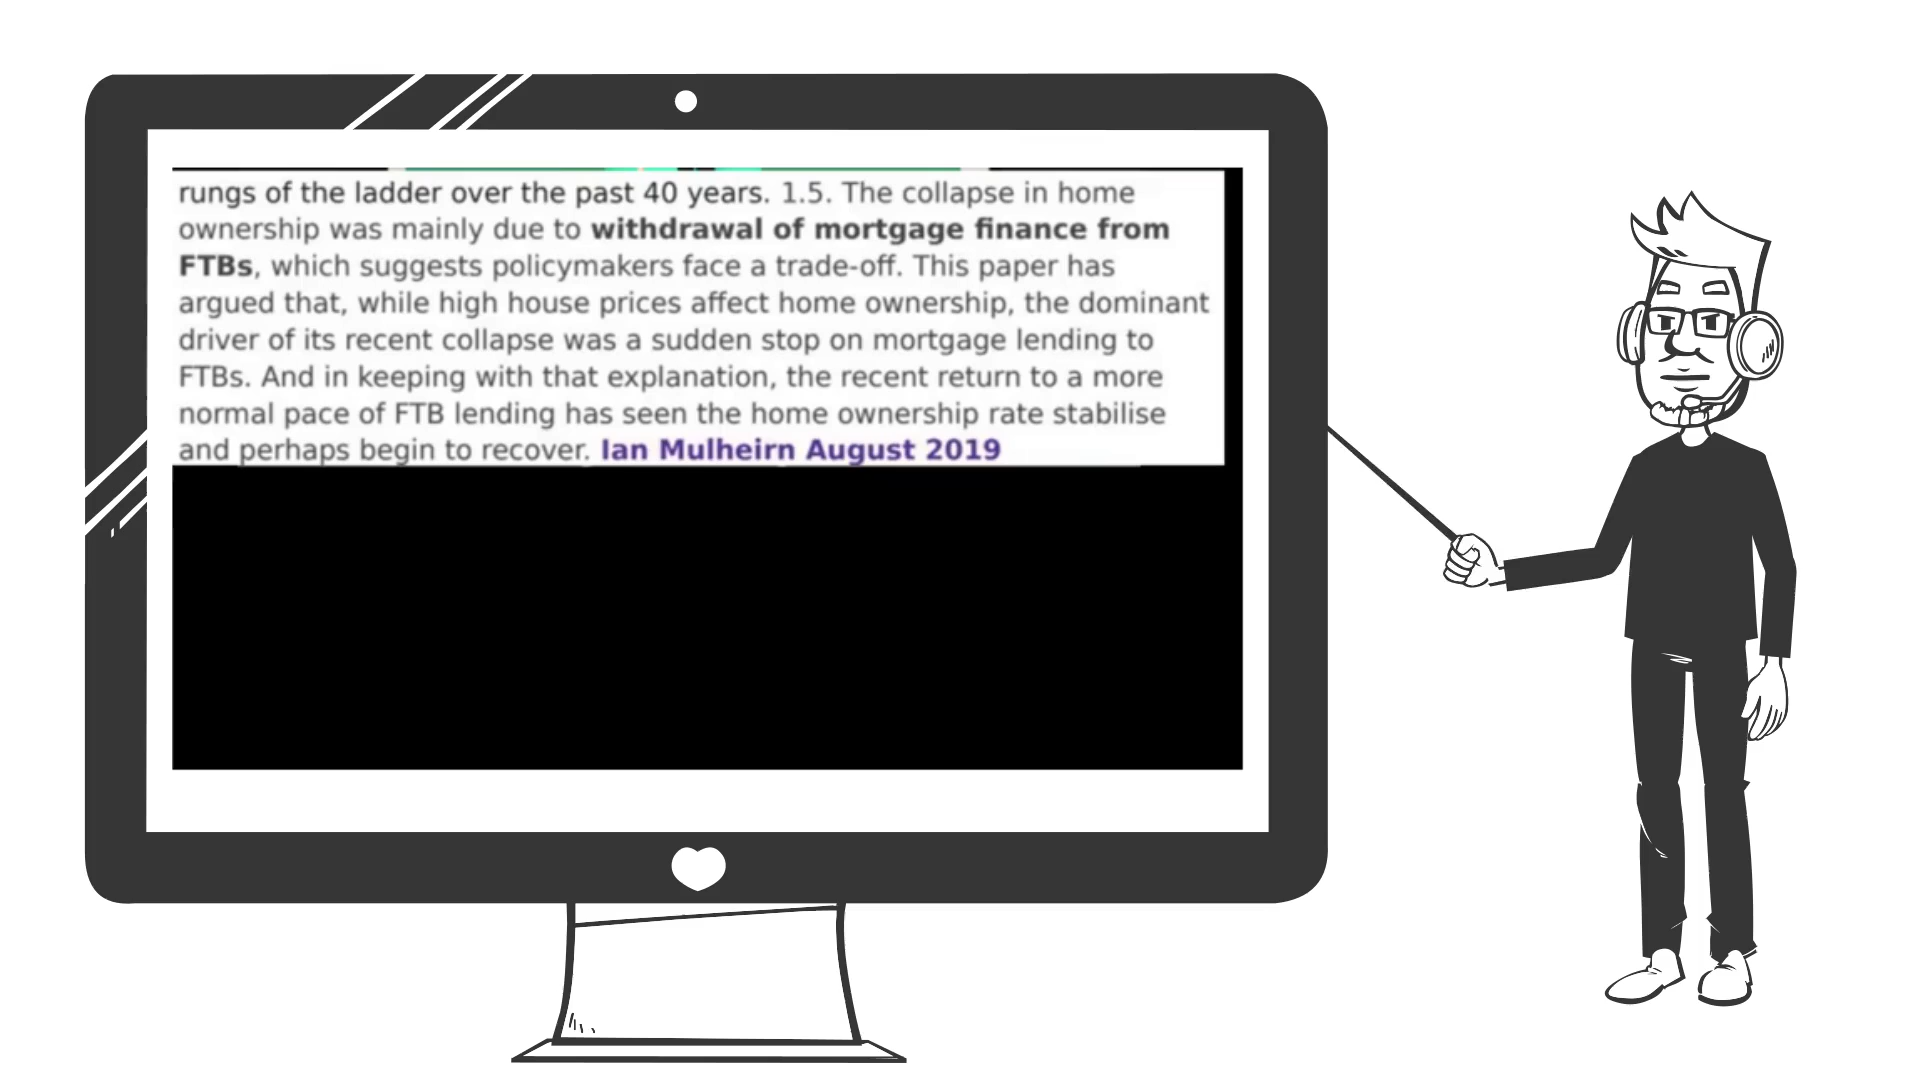 rungs of the ladder over the past 40 years. 1.5. The collapse in home
ownership was mainly due to withdrawal of mortgage finance from
FTBs, which suggests policymakers face a trade-off. This paper has
argued that, while high house prices affect home ownership, the dominant
driver of its recent collapse was a sudden stop on mortgage lending to
FTBs. And in keeping with that explanation, the recent return to a more
normal pace of FTB lending has seen the home ownership rate stabilise
and perhaps begin to recover. Ian Mulheirn August 2019